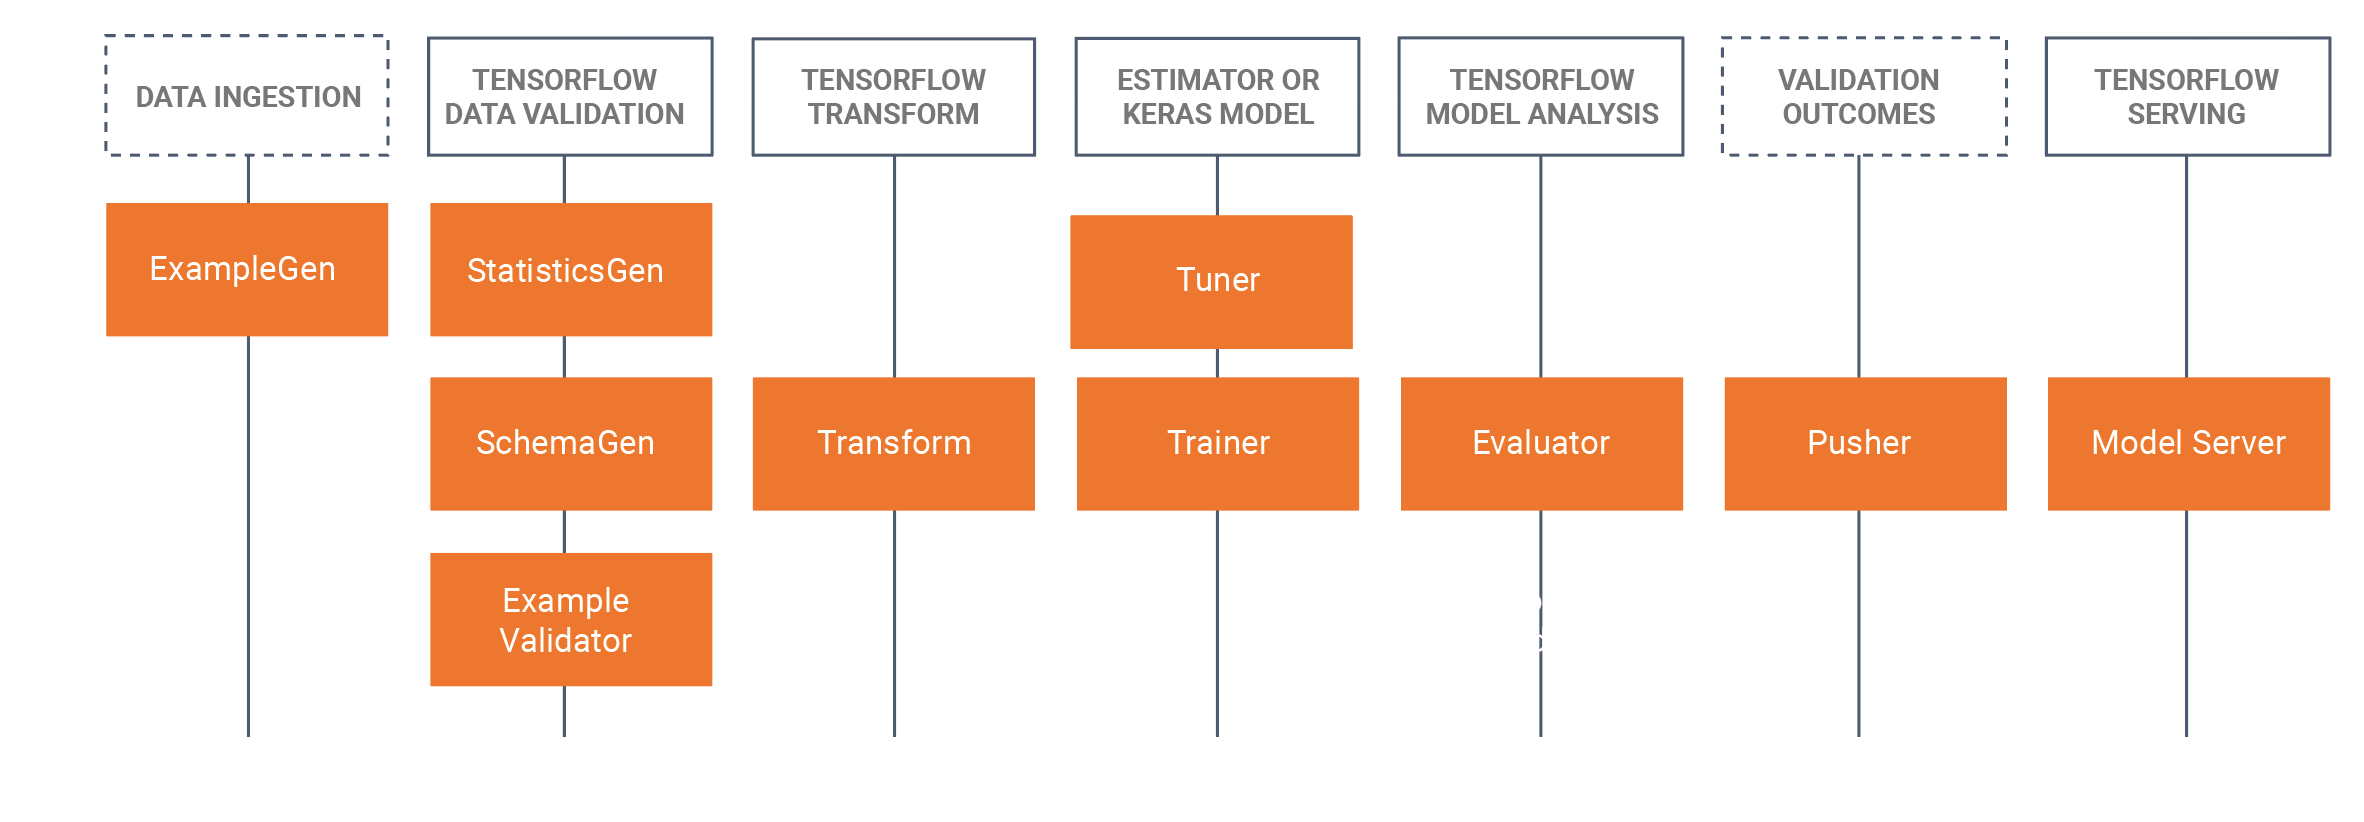 DATA INGESTION
TENSORFLOW
DATA VALIDATION
TENSORFLOW
TRANSFORM
ESTIMATOR OR
KERAS MODEL
TENSORFLOW
MODEL ANALYSIS
VALIDATION
OUTCOMES
TENSORFLOW
SERVING
ExampleGen
StatisticsGen
SchemaGen
Example
Validator
Transform
Tuner
Trainer
Evaluator
Pusher
Model Server